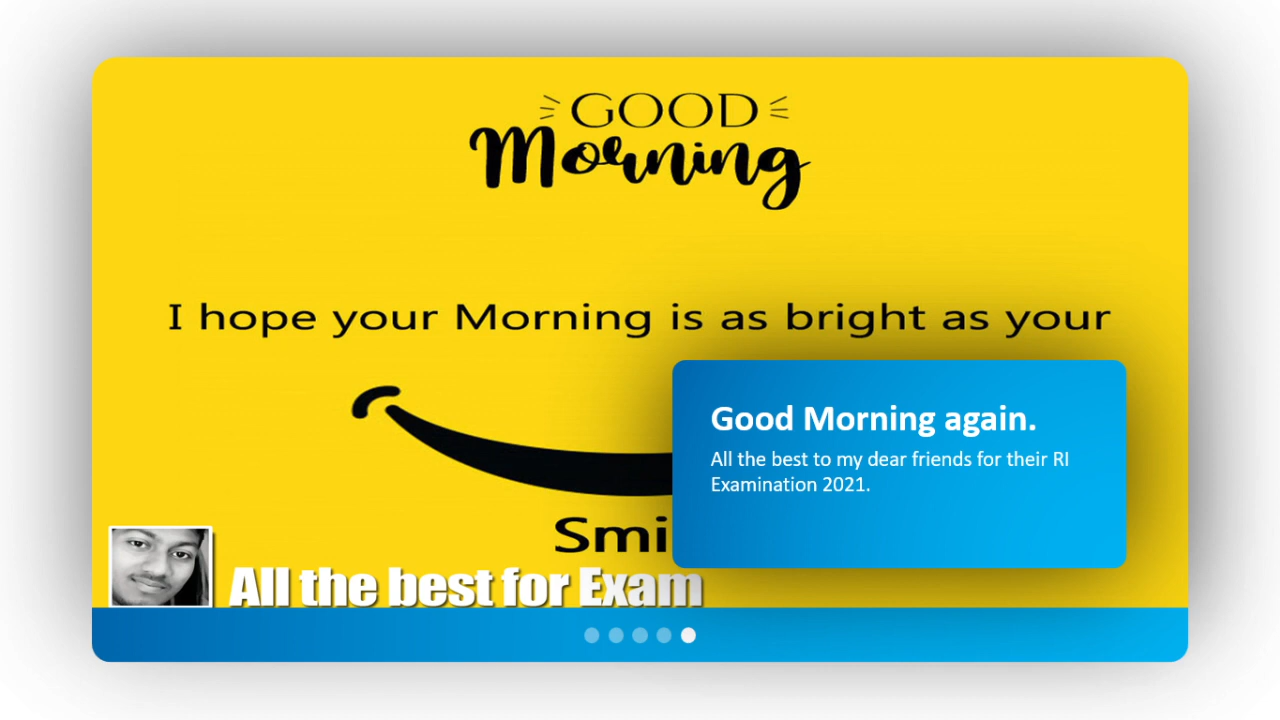 GOOD
Morning
I hope your Morning is as bright as your
Good Morning again.
All the best to my dear friends for their RI
Examination 2021.
Smi
All the best for Exam